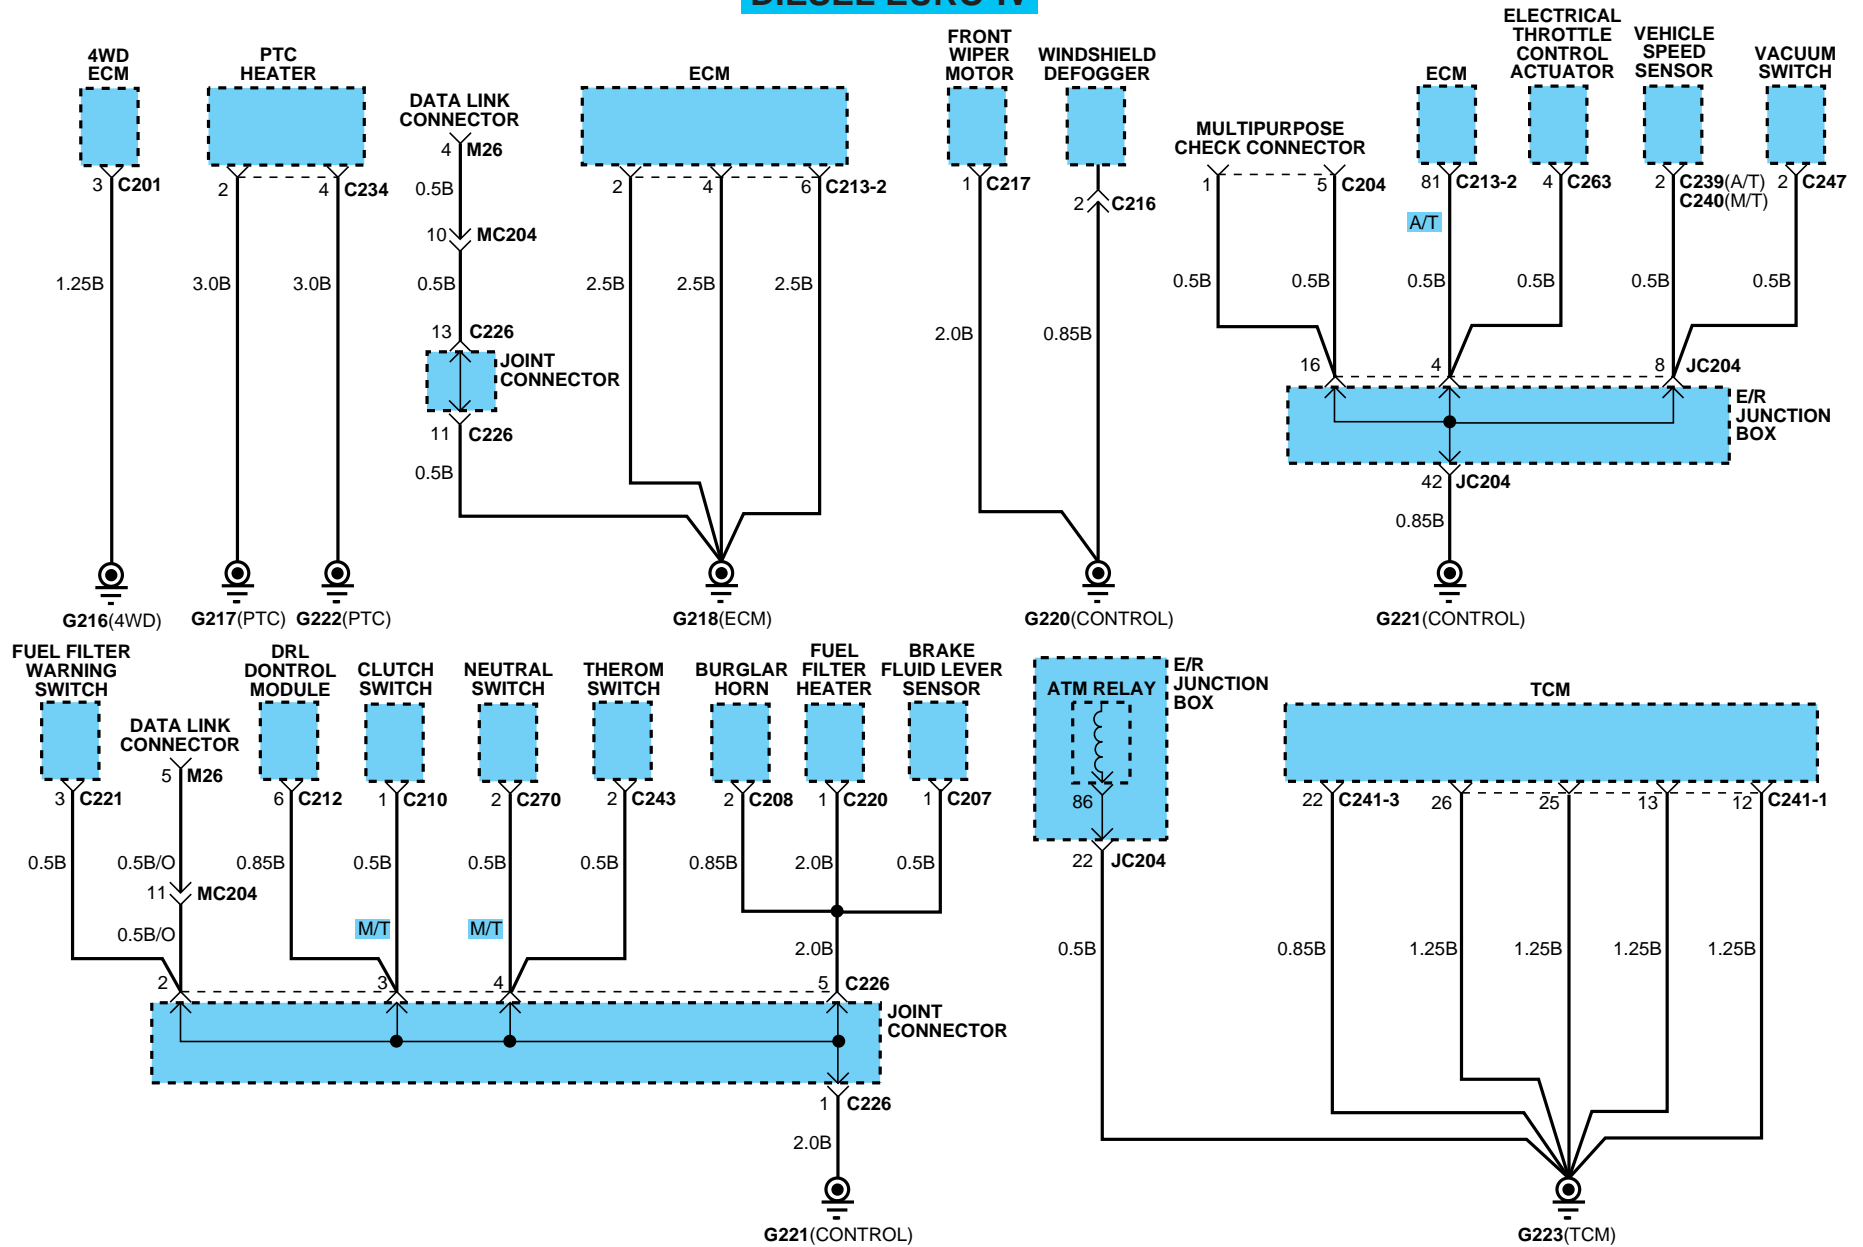 DIESEL EURO IV
4WD
ECM
3 C201
1.25B
G216(4WD)
PTC
HEATER
2 4 C234
3.0B 3.0B
G217(PTC) G222(PTC)
DATA LINK
CONNECTOR
4 M26
0.5B
10 MC204
0.5B
13 C226
JOINT
CONNECTOR
11 C226
0.5B
ECM
2 4 6 C213-2
2.5B 2.5B 2.5B
G218(ECM)
FRONT
WIPER
MOTOR
1 C217
2.0B
WINDSHIELD
DEFOGGER
2 C216
0.85B
G220(CONTROL)
MULTIPURPOSE
CHECK CONNECTOR
1 5 C204
0.5B 0.5B
ECM
81 C213-2
A/T
0.5B
ELECTRICAL
THROTTLE
CONTROL
ACTUATOR
4 C263
0.5B
VEHICLE
SPEED
SENSOR
2 C239(A/T)
C240(M/T)
0.5B
VACUUM
SWITCH
2 C247
0.5B
16 4 8 JC204
E/R
JUNCTION
BOX
42 JC204
0.85B
G221(CONTROL)
FUEL FILTER
WARNING
SWITCH
3 C221
0.5B
DATA LINK
CONNECTOR
5 M26
0.5B/O
11 MC204
0.5B/O
DRL
DONTROL
MODULE
6 C212
0.85B
CLUTCH
SWITCH
1 C210
0.5B
M/T
NEUTRAL
SWITCH
2 C270
0.5B
M/T
THEROM
SWITCH
2 C243
0.5B
BURGLAR
HORN
2 C208
0.85B
FUEL
FILTER
HEATER
1 C220
2.0B
BRAKE
FLUID LEVER
SENSOR
1 C207
0.5B
2.0B
2 3 4 5 C226
JOINT
CONNECTOR
1 C226
2.0B
G221(CONTROL)
E/R
JUNCTION
BOX
ATM RELAY
86
22 JC204
0.5B
TCM
22 C241-3 26 25 13 12 C241-1
0.85B 1.25B 1.25B 1.25B 1.25B
G223(TCM)